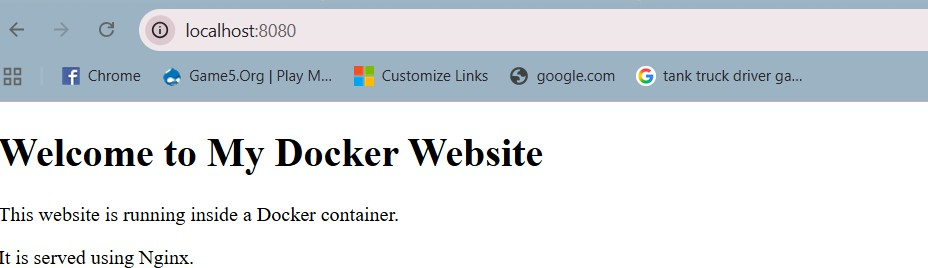 localhost:8080
Chrome Game5.Org | Play M... Customize Links google.com tank truck driver ga...
Welcome to My Docker Website
This website is running inside a Docker container.
It is served using Nginx.